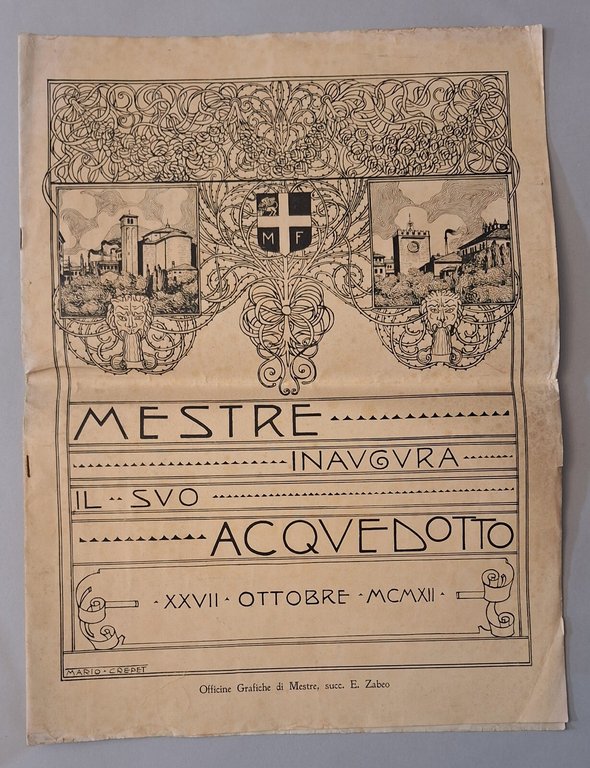 M F
MESTRE
INAVGVRA
IL SVO
ACQVEDOTTO
XXVII · OTTOBRE · MCMXII ·
MARIO · CREPET
Officine Grafiche di Mestre, succ. E. Zabeo